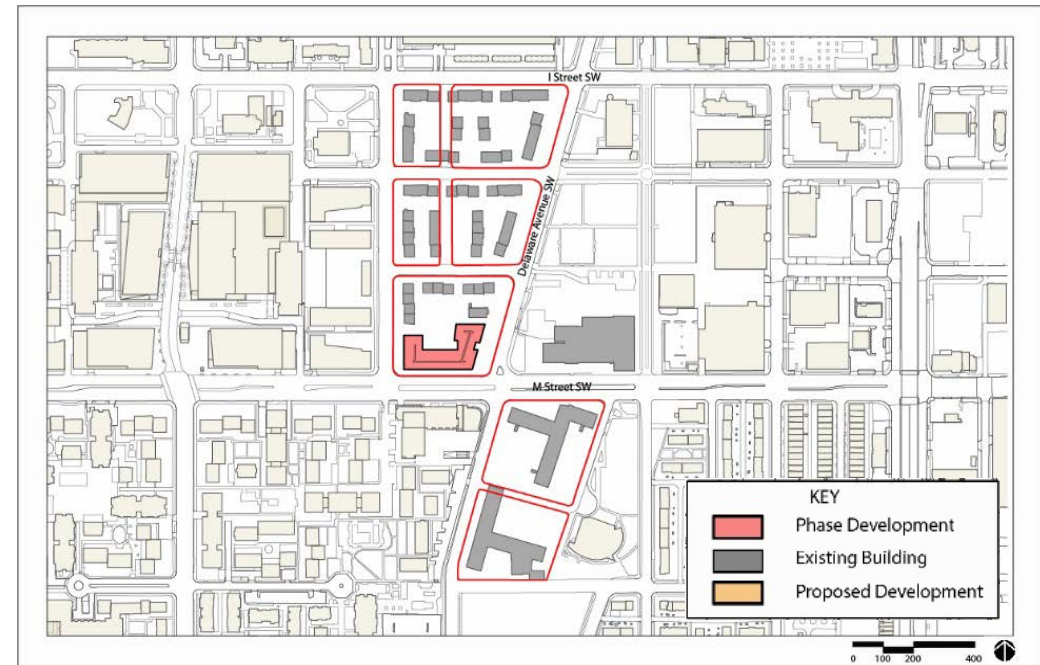 I Street SW
Delaware Avenue SW
M Street SW
KEY
Phase Development
Existing Building
Proposed Development
0 100 200 400